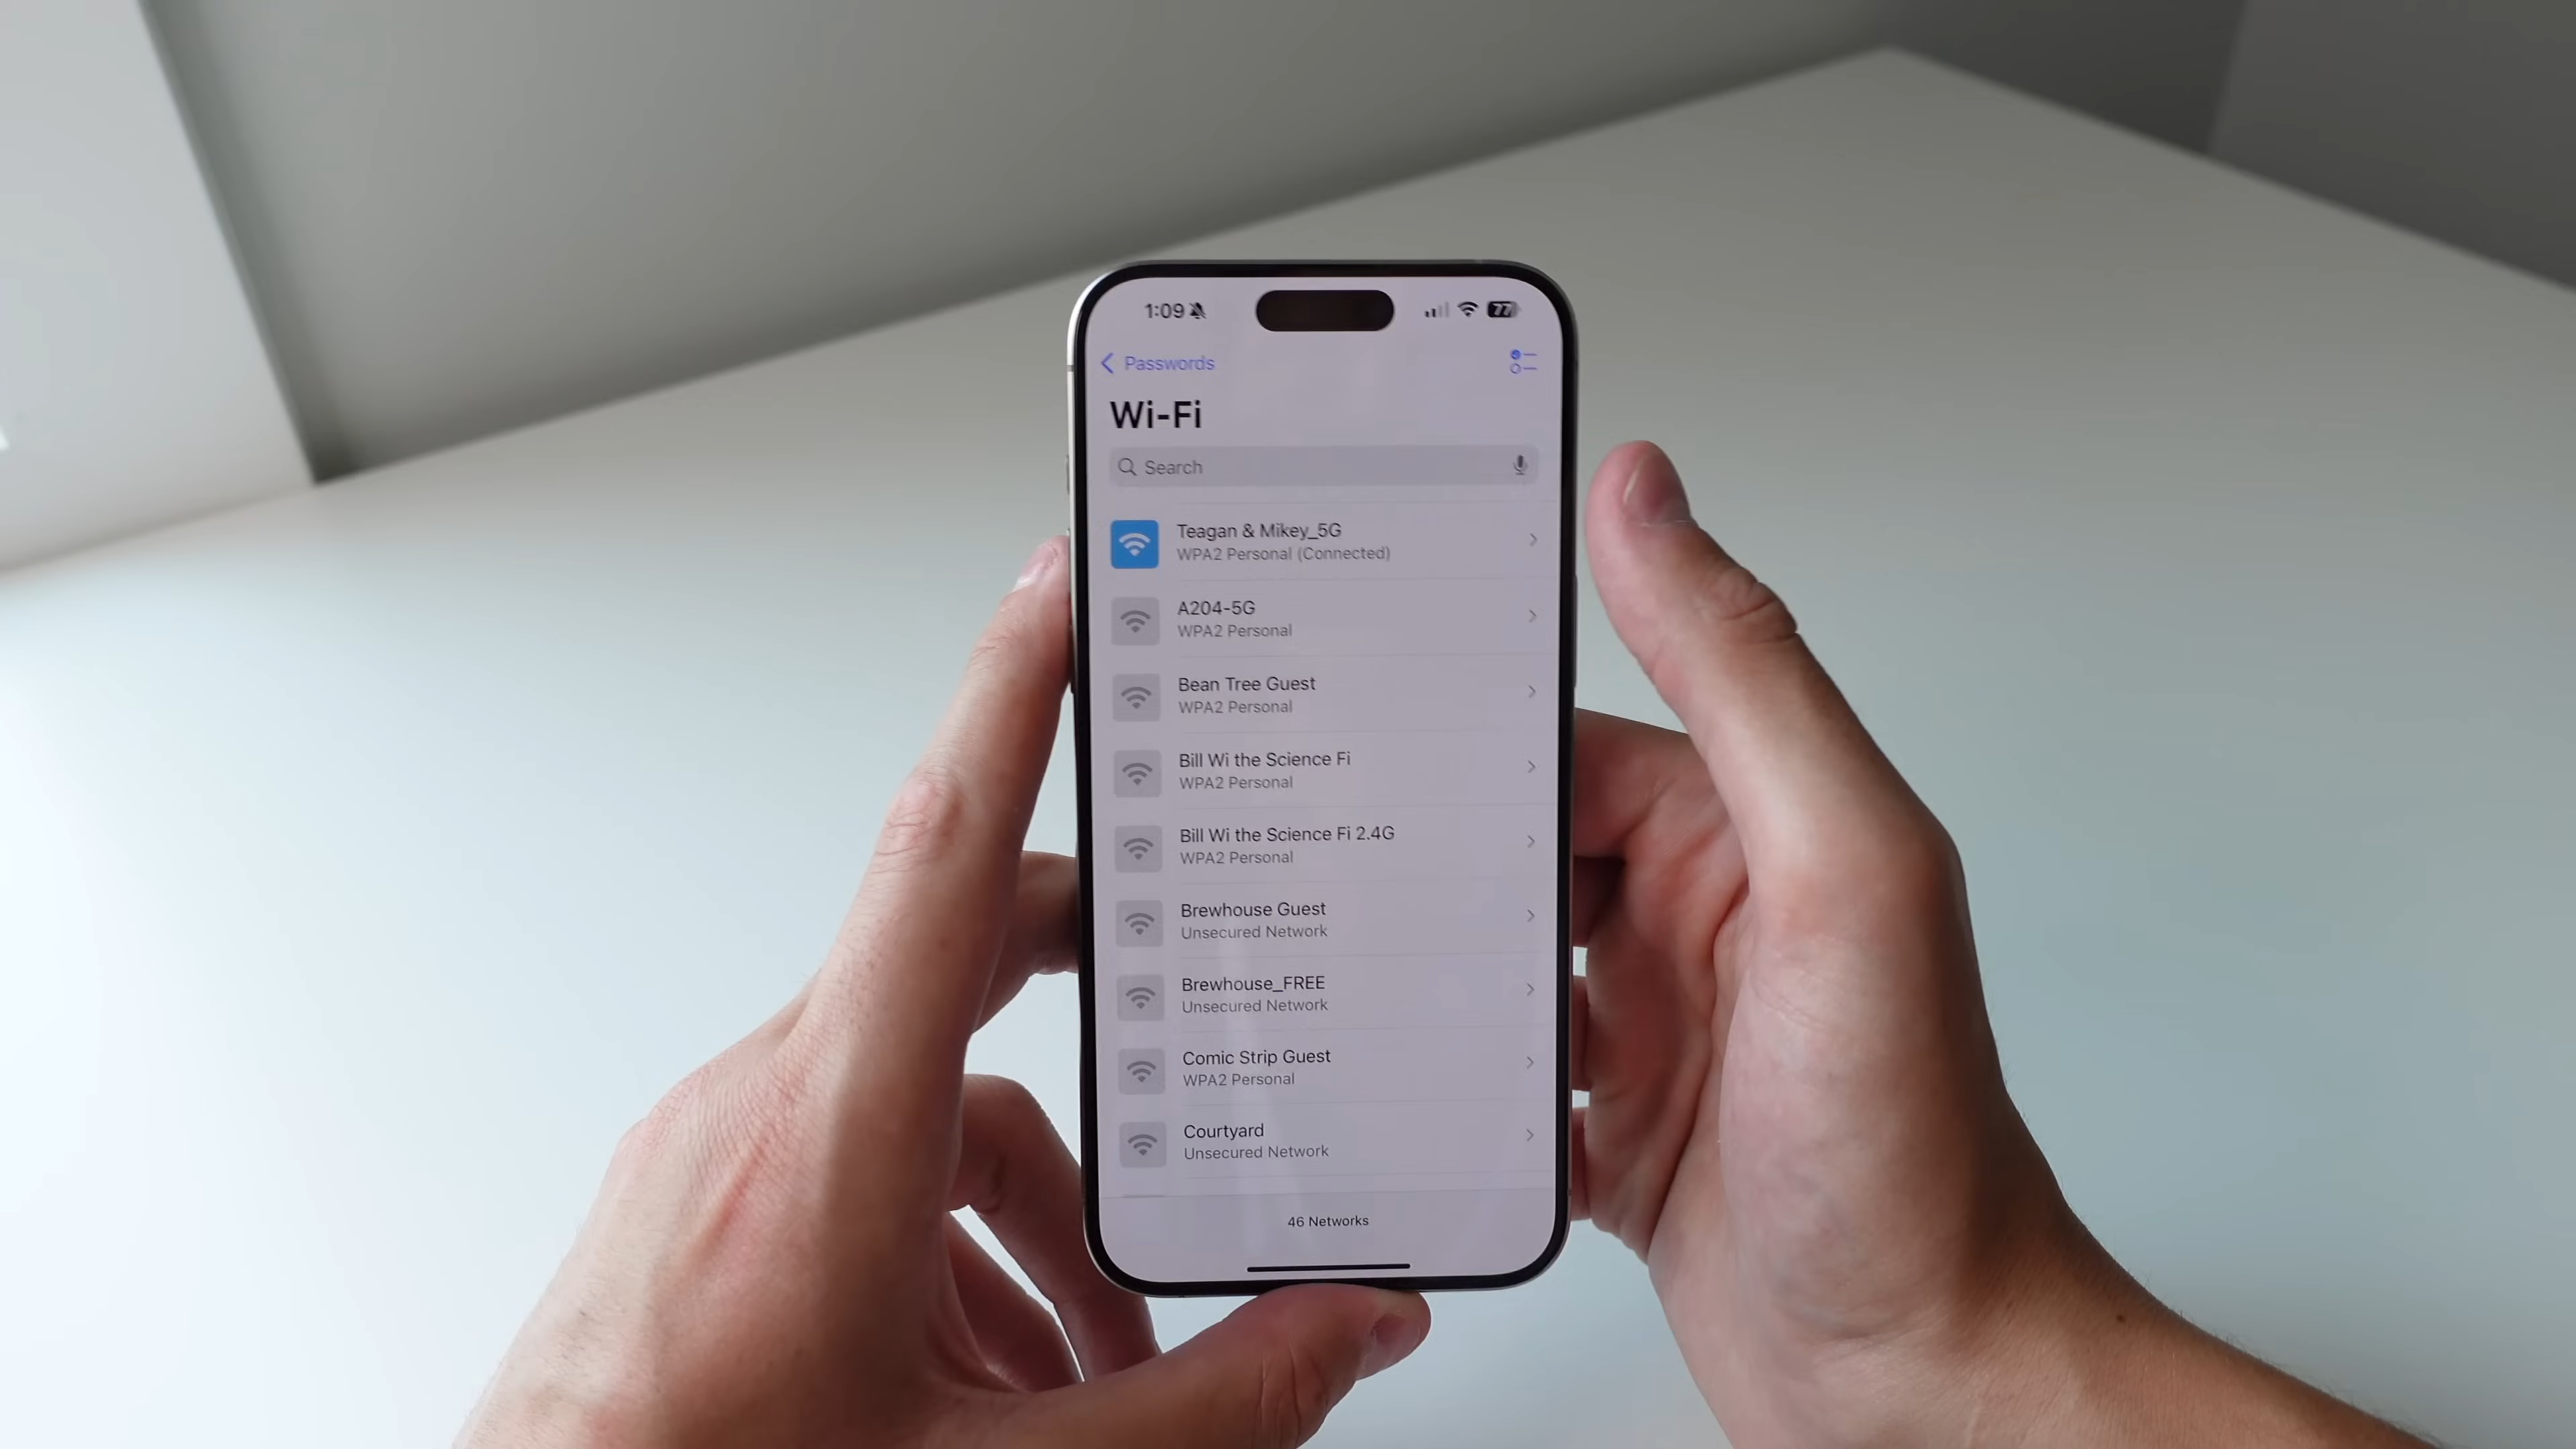 1:09
77
Passwords
Wi-Fi
Search
Teagan & Mikey_5G
WPA2 Personal (Connected)
A204-5G
WPA2 Personal
Bean Tree Guest
WPA2 Personal
Bill Wi the Science Fi
WPA2 Personal
Bill Wi the Science Fi 2.4G
WPA2 Personal
Brewhouse Guest
Unsecured Network
Brewhouse_FREE
Unsecured Network
Comic Strip Guest
WPA2 Personal
Courtyard
Unsecured Network
46 Networks